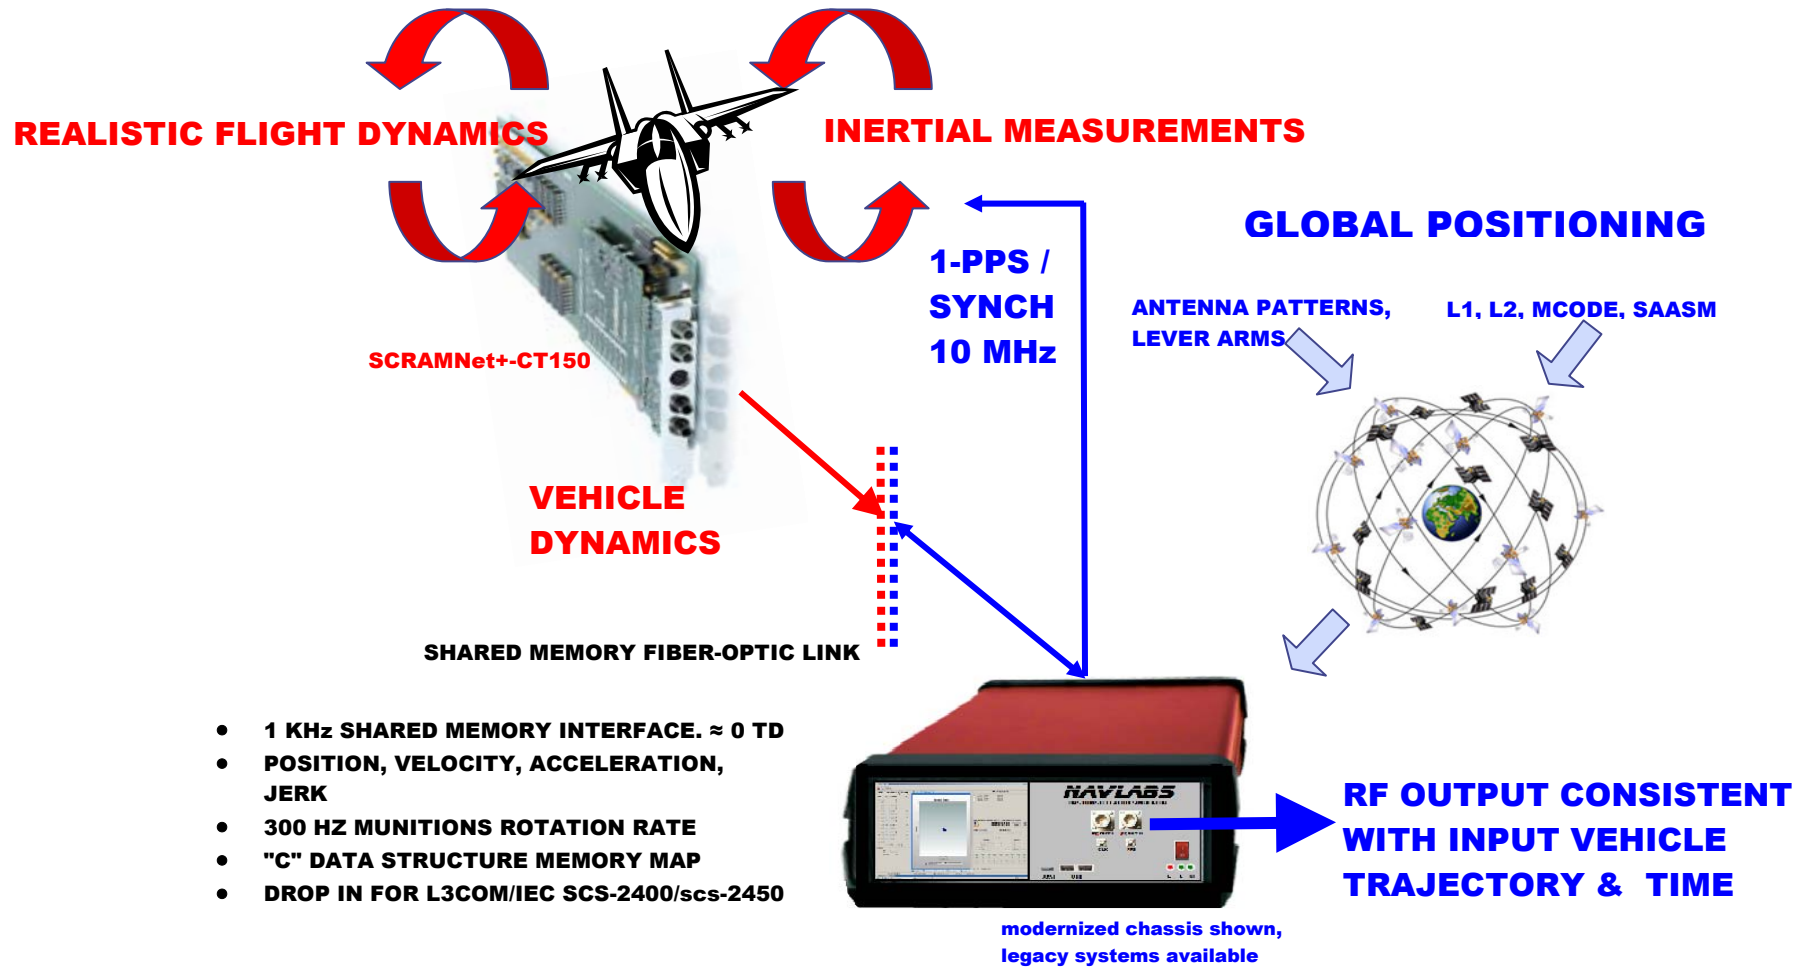 REALISTIC FLIGHT DYNAMICS
INERTIAL MEASUREMENTS
GLOBAL POSITIONING
1-PPS /
SYNCH
10 MHz
ANTENNA PATTERNS,
LEVER ARMS
L1, L2, MCODE, SAASM
SCRAMNet+-CT150
VEHICLE
DYNAMICS
SHARED MEMORY FIBER-OPTIC LINK
• 1 KHz SHARED MEMORY INTERFACE. ≈ 0 TD
• POSITION, VELOCITY, ACCELERATION,
JERK
• 300 HZ MUNITIONS ROTATION RATE
• "C" DATA STRUCTURE MEMORY MAP
• DROP IN FOR L3COM/IEC SCS-2400/scs-2450
NAVLABS
USB
RF OUTPUT CONSISTENT
WITH INPUT VEHICLE
TRAJECTORY & TIME
modernized chassis shown,
legacy systems available